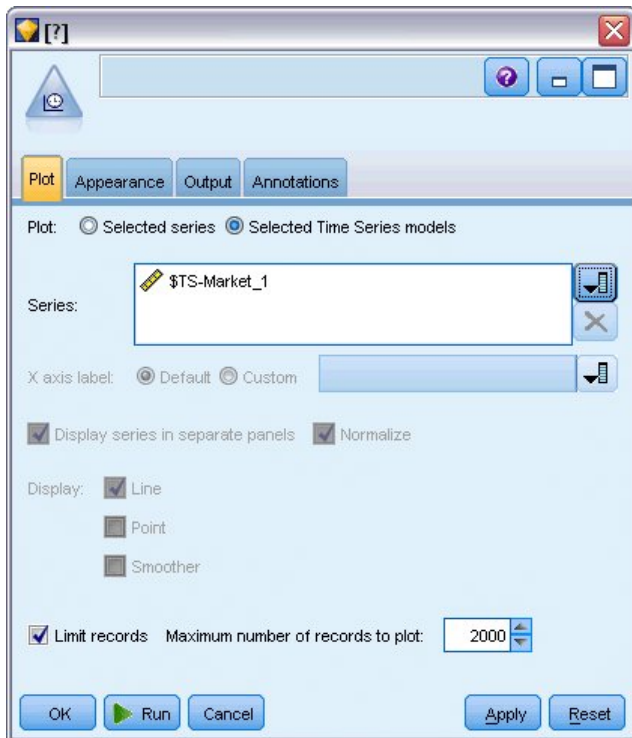 [?]
Plot Appearance Output Annotations
Plot: Selected series Selected Time Series models
Series: $TS-Market_1
X axis label: Default Custom
Display series in separate panels Normalize
Display: Line
Point
Smoother
Limit records Maximum number of records to plot: 2000
OK Run Cancel Apply Reset